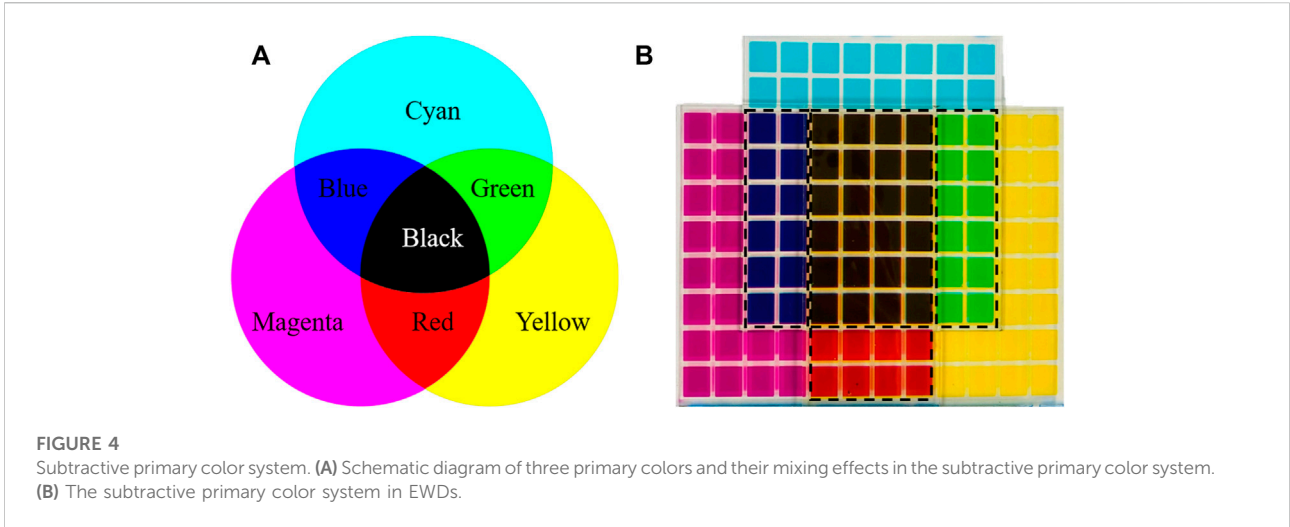 A
B
Cyan
Blue
Green
Black
Magenta
Red
Yellow
FIGURE 4
Subtractive primary color system. (A) Schematic diagram of three primary colors and their mixing effects in the subtractive primary color system.
(B) The subtractive primary color system in EWDs.